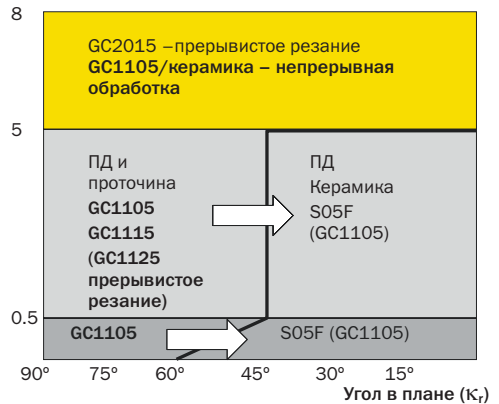 8
GC2015 –прерывистое резание
GC1105/керамика – непрерывная
обработка
5
ПД и
проточина
GC1105
GC1115
(GC1125
прерывистое
резание)
ПД
Керамика
S05F
(GC1105)
0.5
GC1105
S05F (GC1105)
90° 75° 60° 45° 30° 15°
Угол в плане (κr)